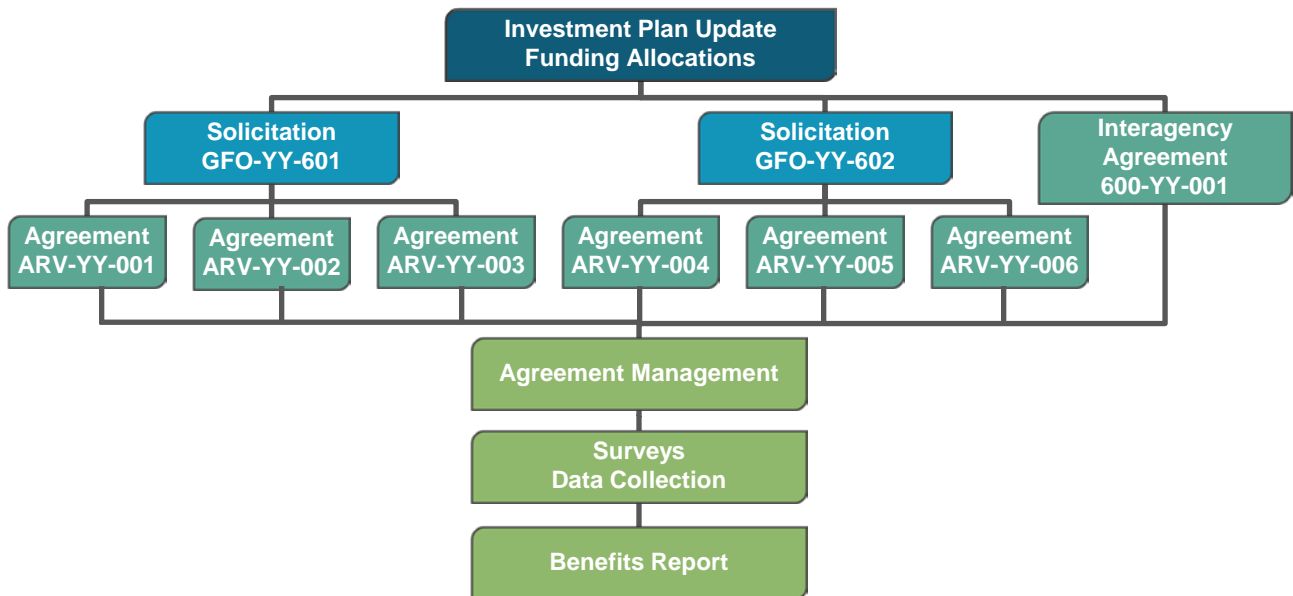 Investment Plan Update
Funding Allocations
Solicitation
GFO-YY-601
Solicitation
GFO-YY-602
Interagency
Agreement
600-YY-001
Agreement
ARV-YY-001
Agreement
ARV-YY-002
Agreement
ARV-YY-003
Agreement
ARV-YY-004
Agreement
ARV-YY-005
Agreement
ARV-YY-006
Agreement Management
Surveys
Data Collection
Benefits Report